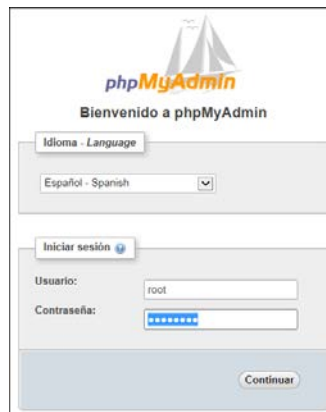 phpMyAdmin
Bienvenido a phpMyAdmin
Idioma - Language
Español - Spanish
Iniciar sesión
Usuario:
root
Contraseña:
••••••••
Continuar